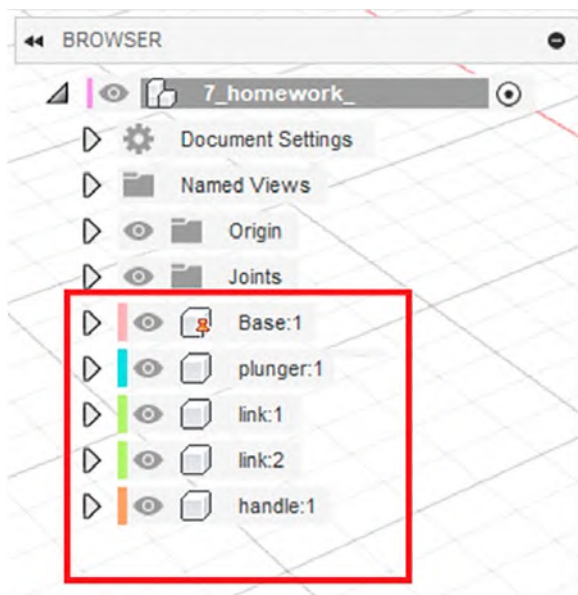 BROWSER
7_homework_
Document Settings
Named Views
Origin
Joints
Base:1
plunger:1
link:1
link:2
handle:1